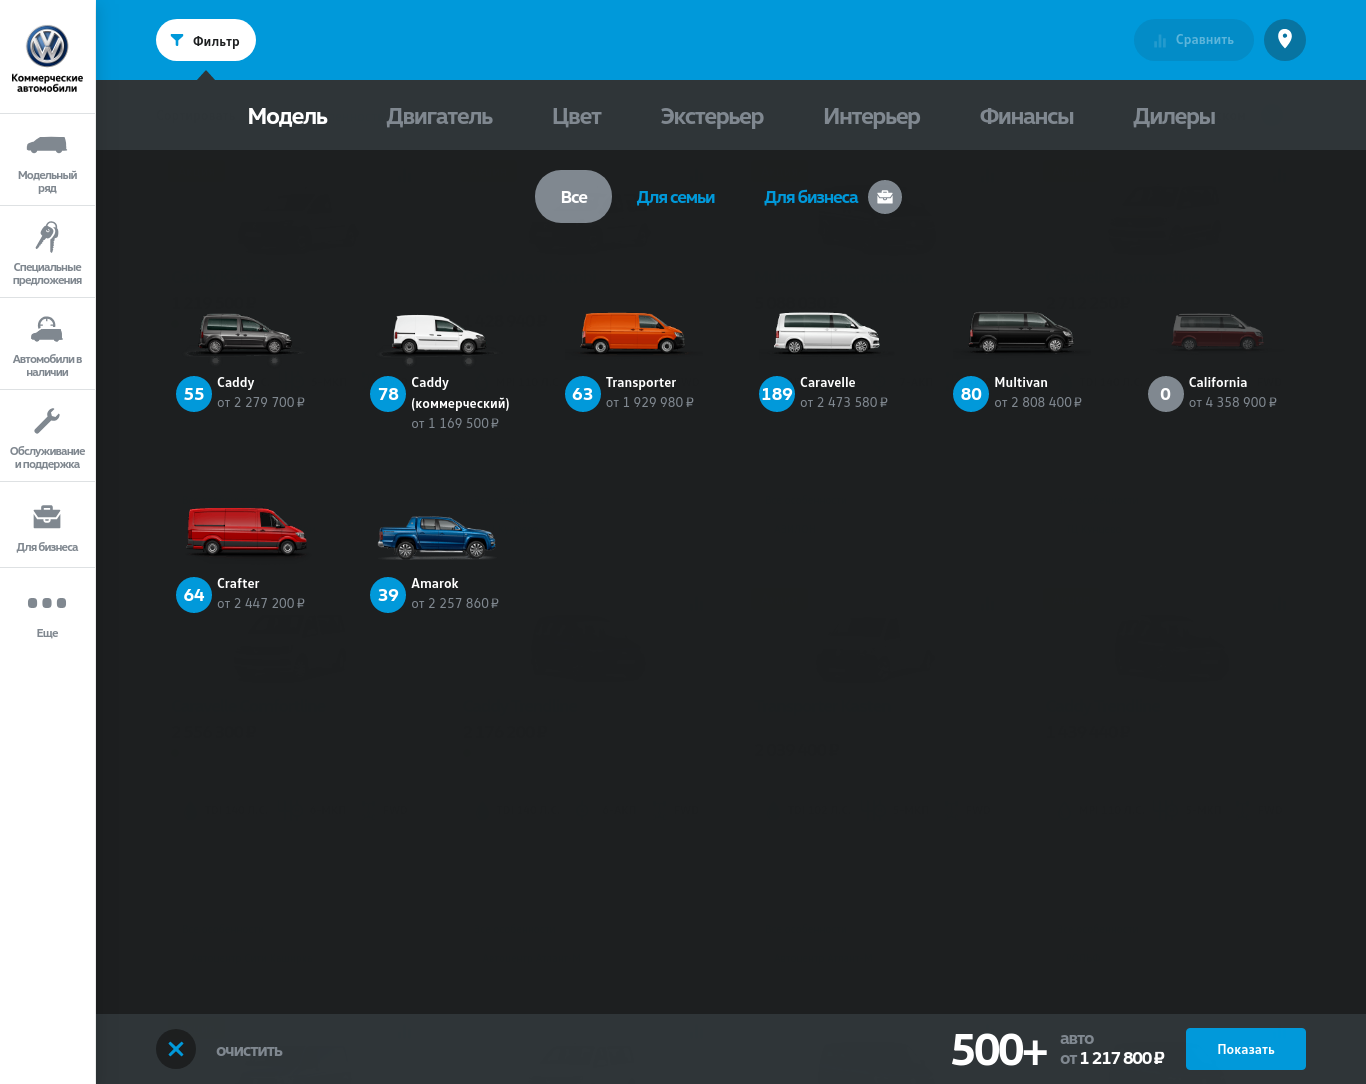 Коммерческие
автомобили
Модельный
ряд
Специальные
предложения
Автомобили в
наличии
Обслуживание
и поддержка
Для бизнеса
Еще
Фильтр
Сравнить
Модель
Двигатель
Цвет
Экстерьер
Интерьер
Финансы
Дилеры
Все
Для семьи
Для бизнеса
55
Caddy
от 2 279 700 ₽
78
Caddy
(коммерческий)
от 1 169 500 ₽
63
Transporter
от 1 929 980 ₽
189
Caravelle
от 2 473 580 ₽
80
Multivan
от 2 808 400 ₽
0
California
от 4 358 900 ₽
64
Crafter
от 2 447 200 ₽
39
Amarok
от 2 257 860 ₽
очистить
500+
авто
от 1 217 800 ₽
Показать